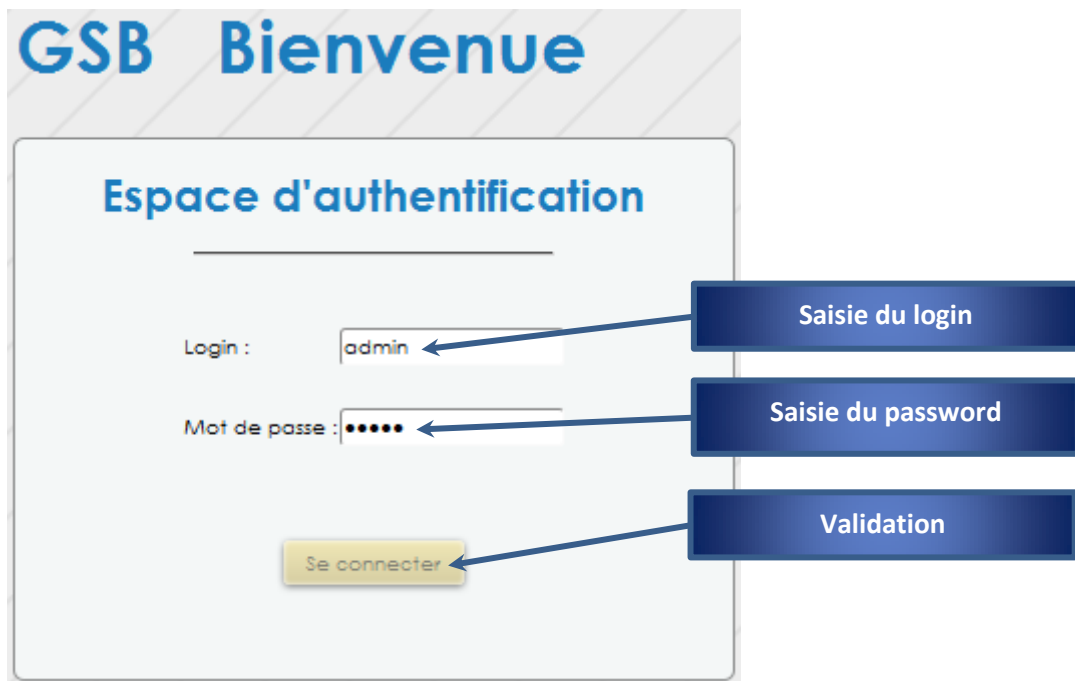 GSB Bienvenue
Espace d'authentification
Saisie du login
Login : admin
Saisie du password
Mot de passe : •••••
Validation
Se connecter